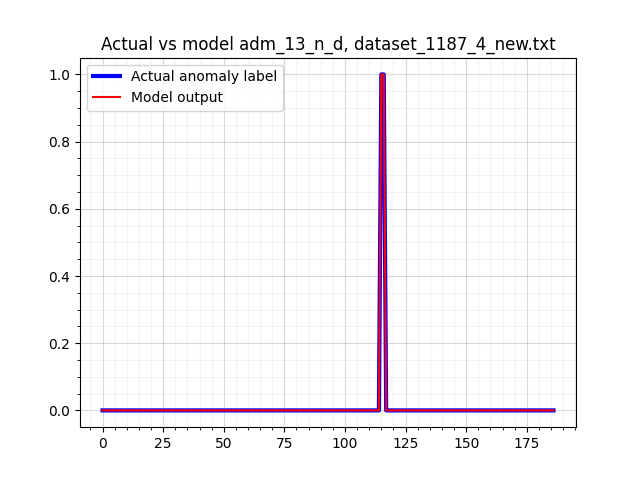 Actual vs model adm_13_n_d, dataset_1187_4_new.txt
Actual anomaly label
Model output
1.0
0.8
0.6
0.4
0.2
0.0
0 25 50 75 100 125 150 175